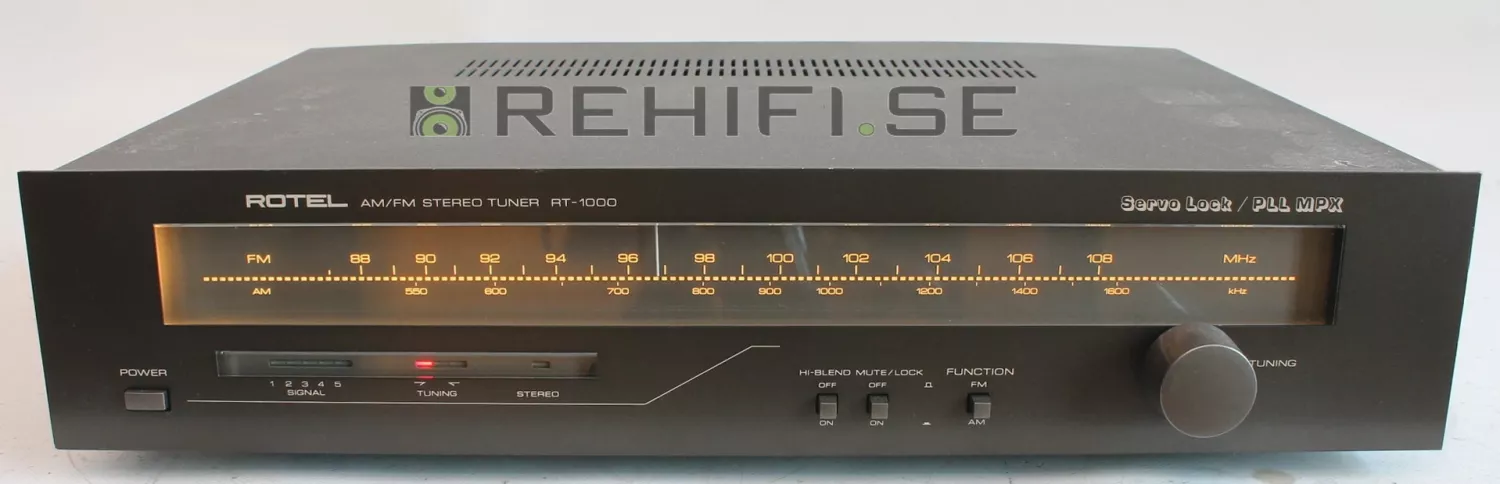 REHIFI.SE
ROTEL AM/FM STEREO TUNER RT-1000
Servo Lock / PLL MPX
FM 88 90 92 94 96 98 100 102 104 106 108 MHz
AM 550 600 700 800 900 1000 1200 1400 1600 kHz
POWER
1 2 3 4 5
SIGNAL
TUNING
STEREO
HI-BLEND MUTE/LOCK FUNCTION
OFF OFF FM
ON ON AM
TUNING